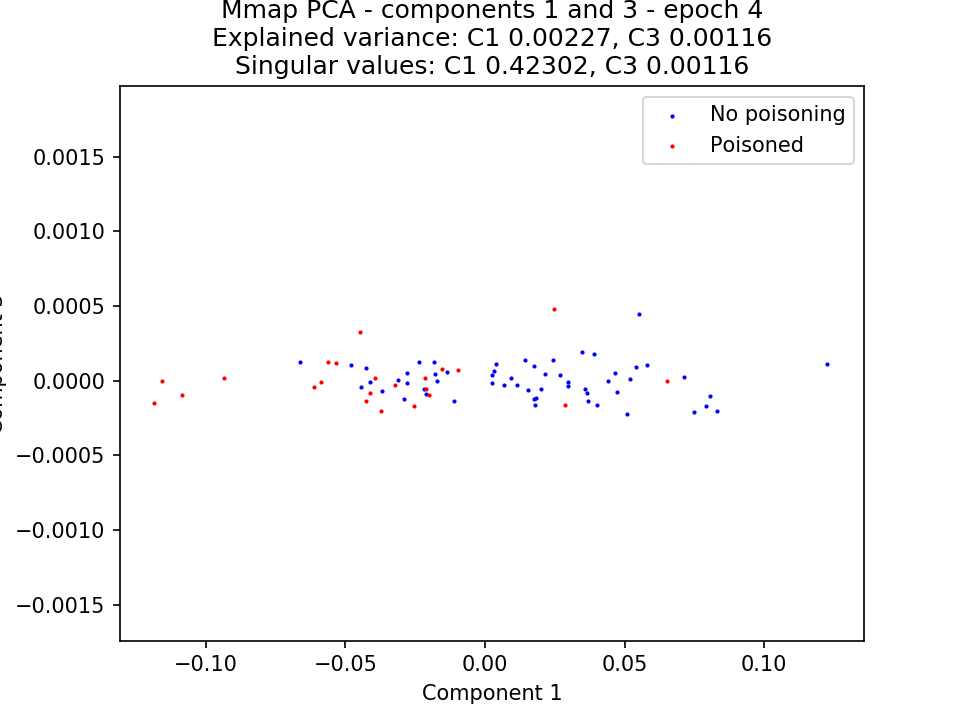 Mmap PCA - components 1 and 3 - epoch 4
Explained variance: C1 0.00227, C3 0.00116
Singular values: C1 0.42302, C3 0.00116
No poisoning
Poisoned
0.0015
0.0010
0.0005
0.0000
−0.0005
−0.0010
−0.0015
−0.10
−0.05
0.00
0.05
0.10
Component 1